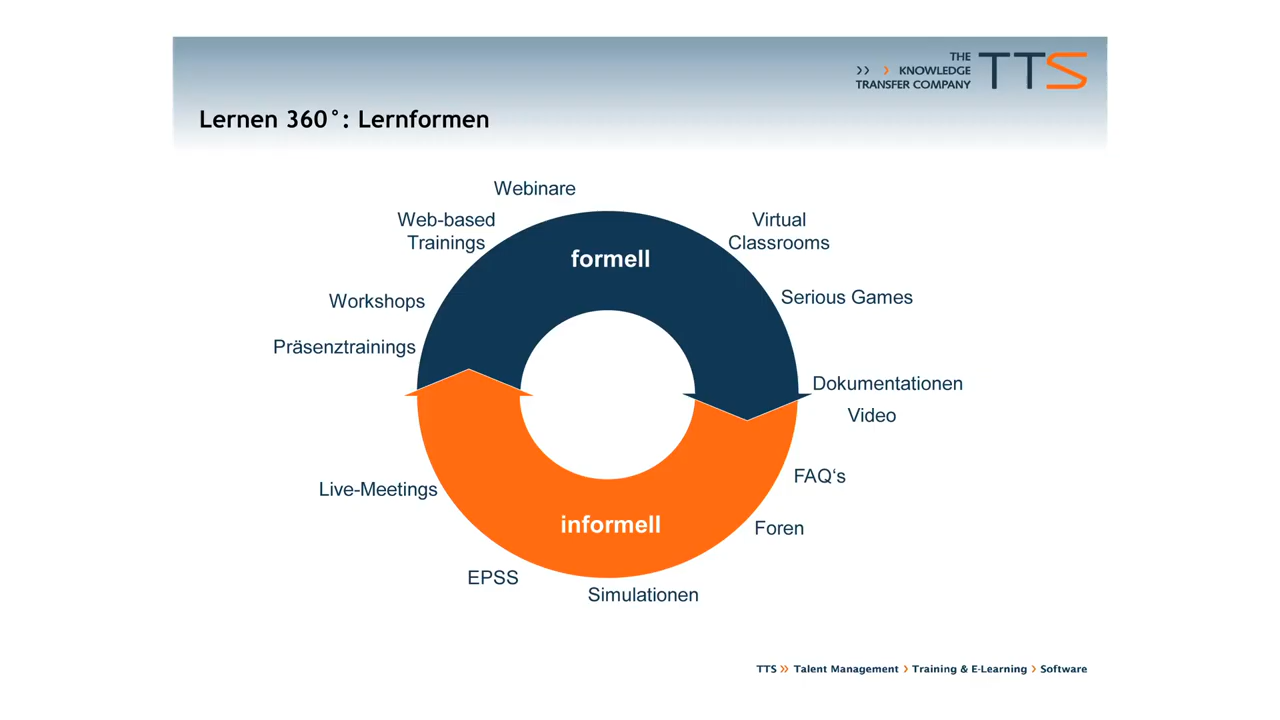 THE
>> > KNOWLEDGE
TRANSFER COMPANY
TTS
Lernen 360°: Lernformen
Webinare
Web-based
Trainings
Virtual
Classrooms
formell
Workshops
Serious Games
Präsenztrainings
Dokumentationen
Video
FAQ‘s
Live-Meetings
informell
Foren
EPSS
Simulationen
TTS >> Talent Management > Training & E-Learning > Software